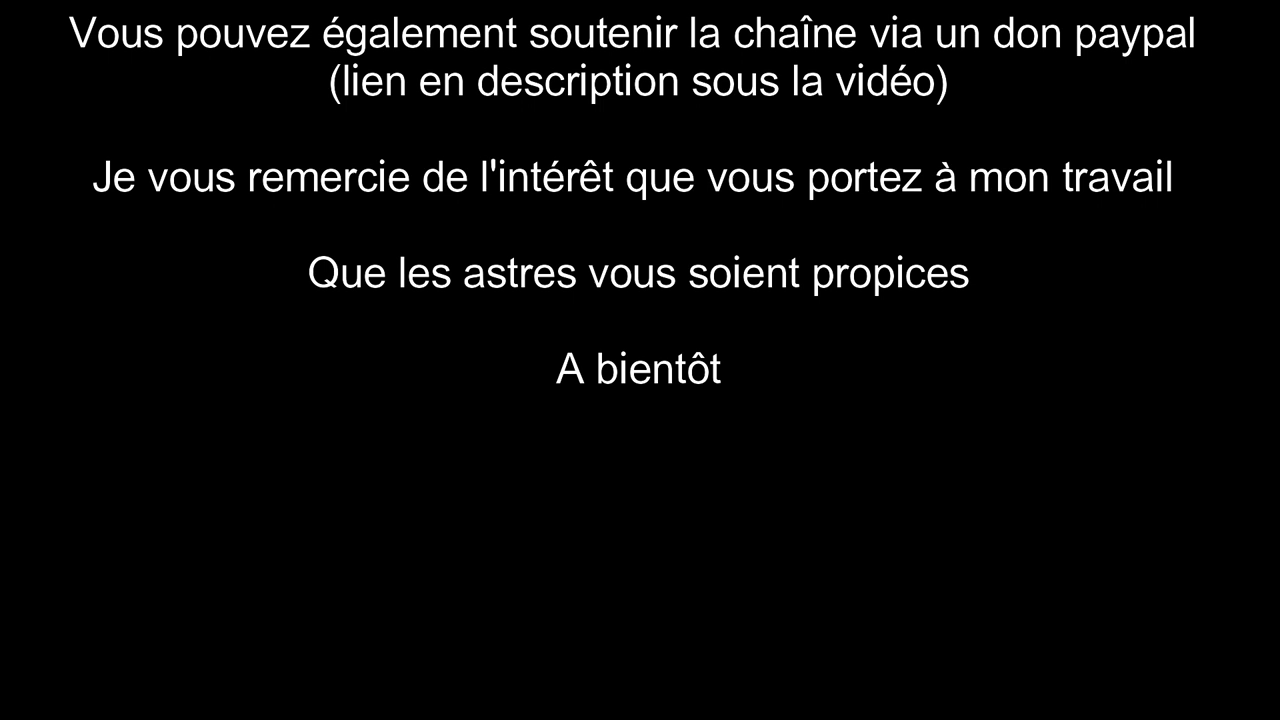 Vous pouvez également soutenir la chaîne via un don paypal
(lien en description sous la vidéo)
Je vous remercie de l'intérêt que vous portez à mon travail
Que les astres vous soient propices
A bientôt